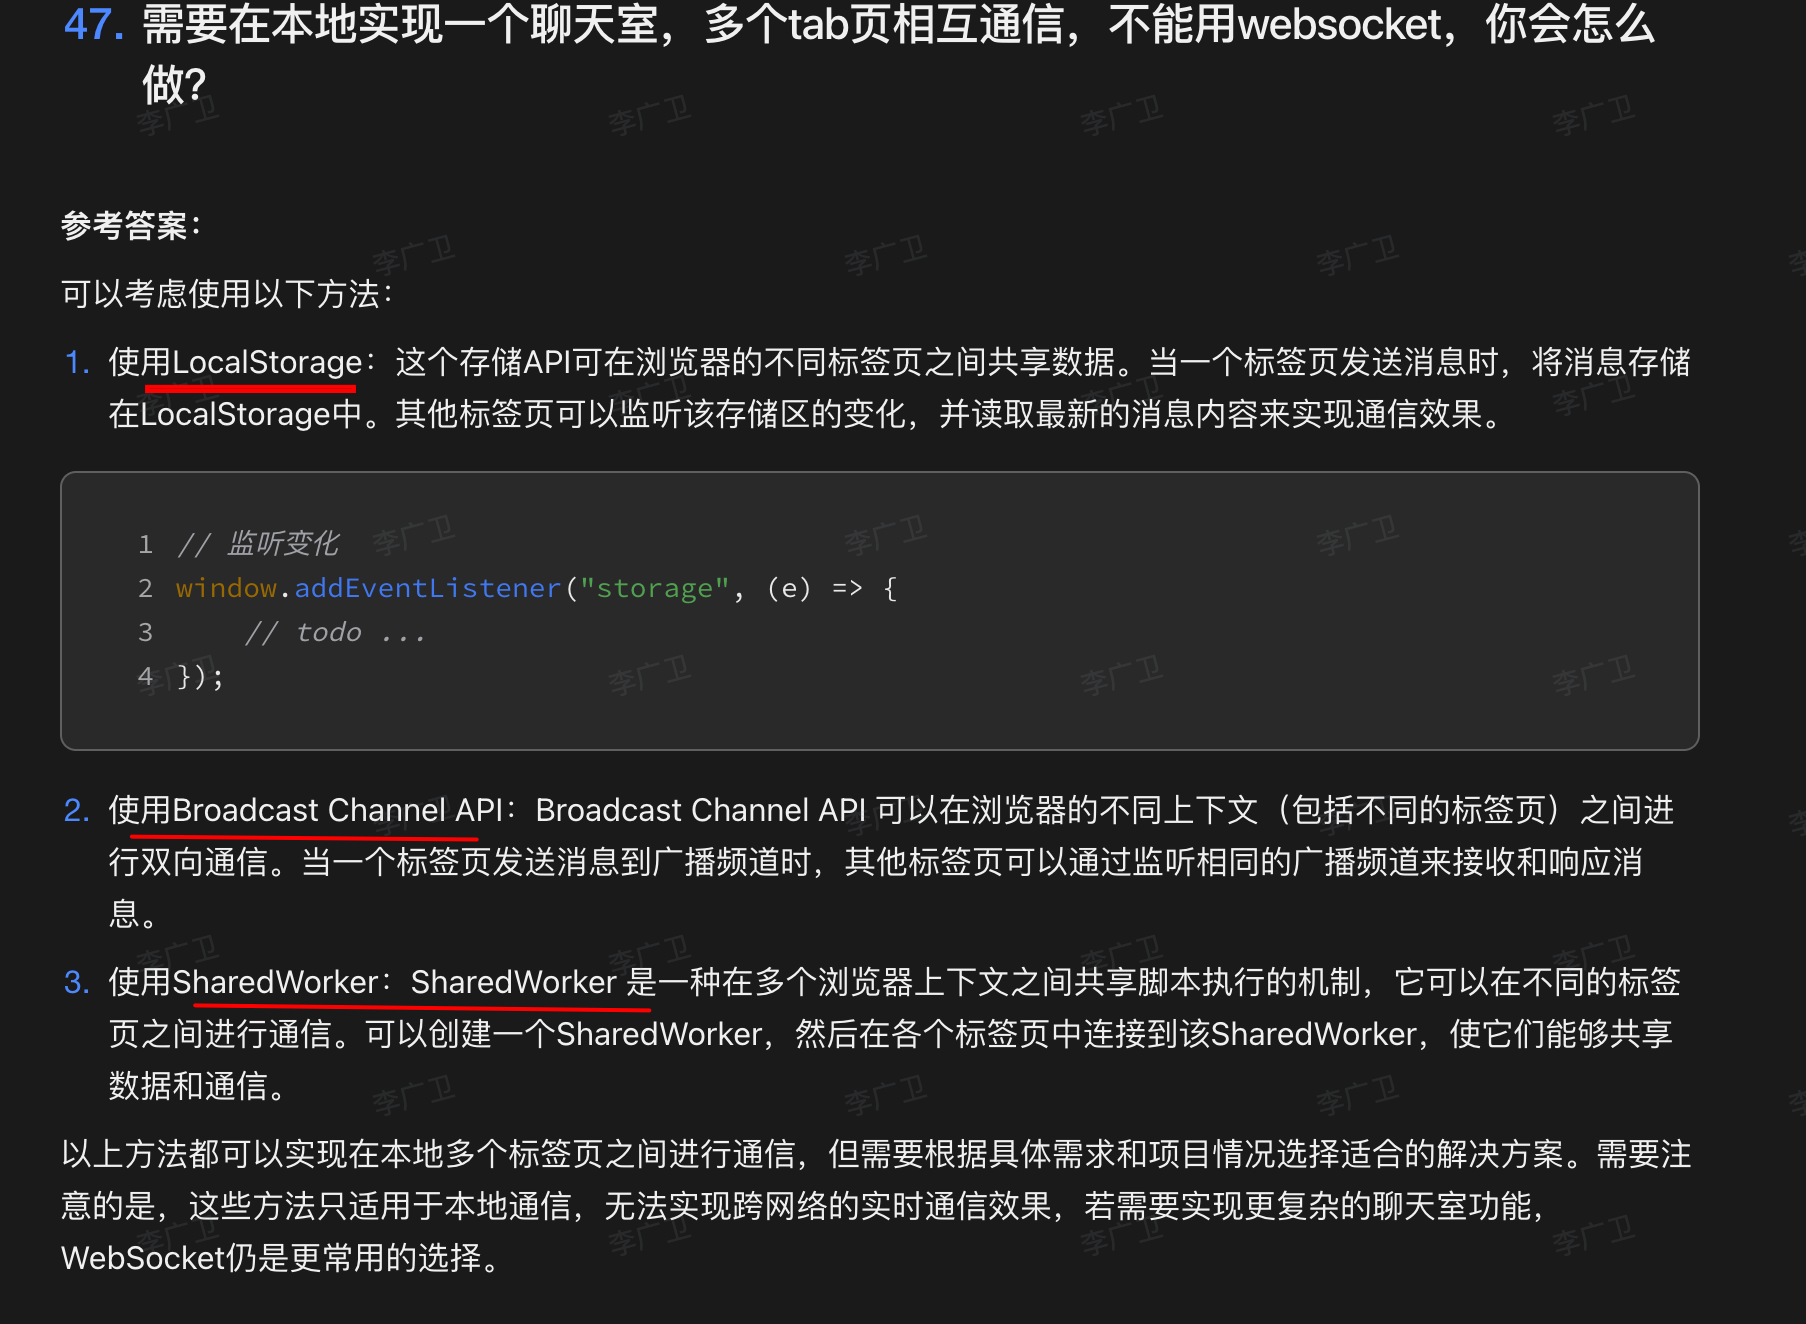 47. 需要在本地实现一个聊天室，多个tab页相互通信，不能用websocket，你会怎么
做?
参考答案：
可以考虑使用以下方法：
1. 使用LocalStorage：这个存储API可在浏览器的不同标签页之间共享数据。当一个标签页发送消息时，将消息存储
在LocalStorage中。其他标签页可以监听该存储区的变化，并读取最新的消息内容来实现通信效果。
1 // 监听变化
2 window.addEventListener("storage", (e) => {
3     // todo ...
4 });
2. 使用Broadcast Channel API：Broadcast Channel API 可以在浏览器的不同上下文（包括不同的标签页）之间进
行双向通信。当一个标签页发送消息到广播频道时，其他标签页可以通过监听相同的广播频道来接收和响应消
息。
3. 使用SharedWorker：SharedWorker 是一种在多个浏览器上下文之间共享脚本执行的机制，它可以在不同的标签
页之间进行通信。可以创建一个SharedWorker，然后在各个标签页中连接到该SharedWorker，使它们能够共享
数据和通信。
以上方法都可以实现在本地多个标签页之间进行通信，但需要根据具体需求和项目情况选择适合的解决方案。需要注
意的是，这些方法只适用于本地通信，无法实现跨网络的实时通信效果，若需要实现更复杂的聊天室功能，
WebSocket仍是更常用的选择。
李广卫